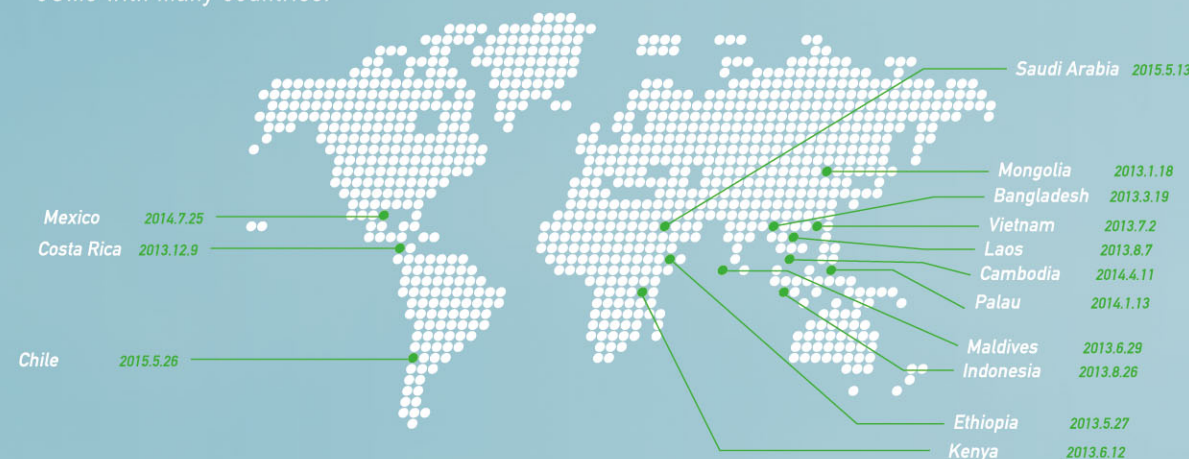 Saudi Arabia 2015.5.13
Mongolia 2013.1.18
Bangladesh 2013.3.19
Mexico 2014.7.25
Vietnam 2013.7.2
Costa Rica 2013.12.9
Laos 2013.8.7
Cambodia 2014.4.11
Palau 2014.1.13
Maldives 2013.6.29
Chile 2015.5.26
Indonesia 2013.8.26
Ethiopia 2013.5.27
Kenya 2013.6.12